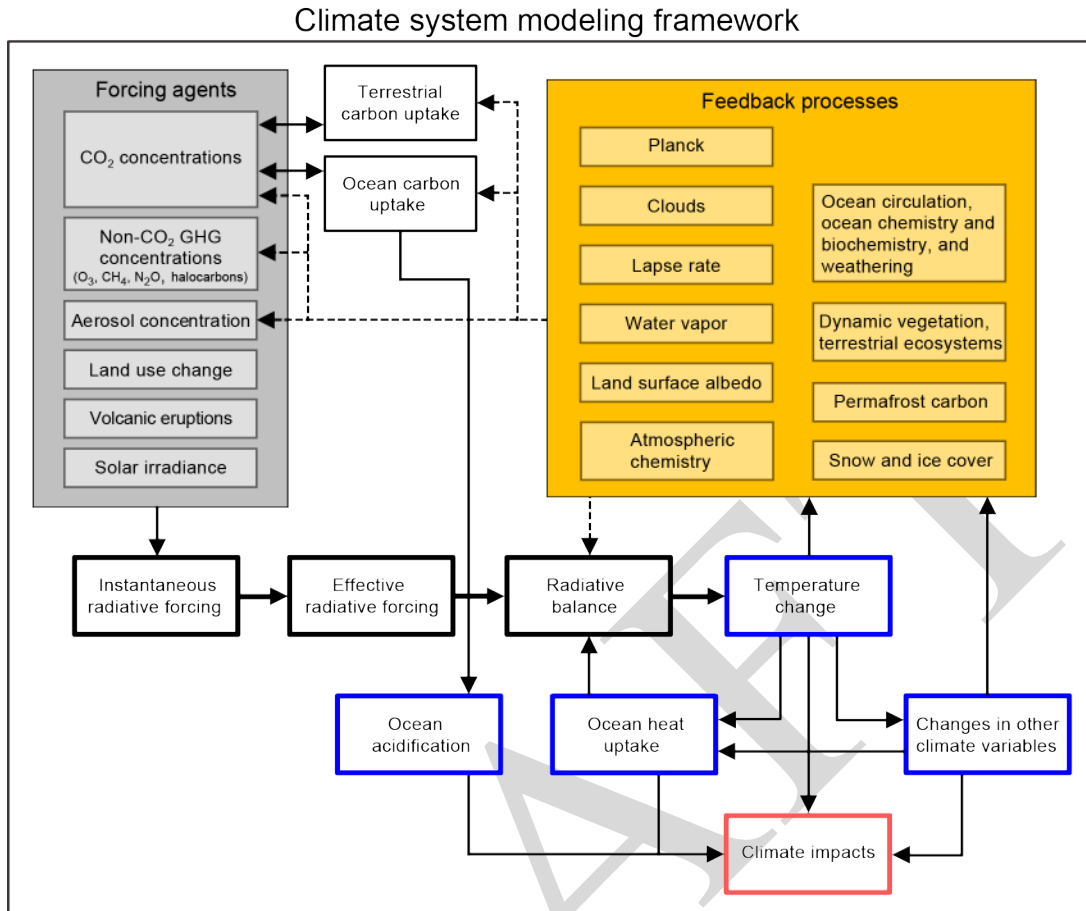 Climate system modeling framework
Forcing agents
CO₂ concentrations
Non-CO₂ GHG
concentrations
(O₃, CH₄, N₂O, halocarbons)
Aerosol concentration
Land use change
Volcanic eruptions
Solar irradiance
Terrestrial
carbon uptake
Ocean carbon
uptake
Feedback processes
Planck
Clouds
Lapse rate
Water vapor
Land surface albedo
Atmospheric
chemistry
Ocean circulation,
ocean chemistry and
biochemistry, and
weathering
Dynamic vegetation,
terrestrial ecosystems
Permafrost carbon
Snow and ice cover
Instantaneous
radiative forcing
Effective
radiative forcing
Radiative
balance
Temperature
change
Ocean
acidification
Ocean heat
uptake
Changes in other
climate variables
Climate impacts